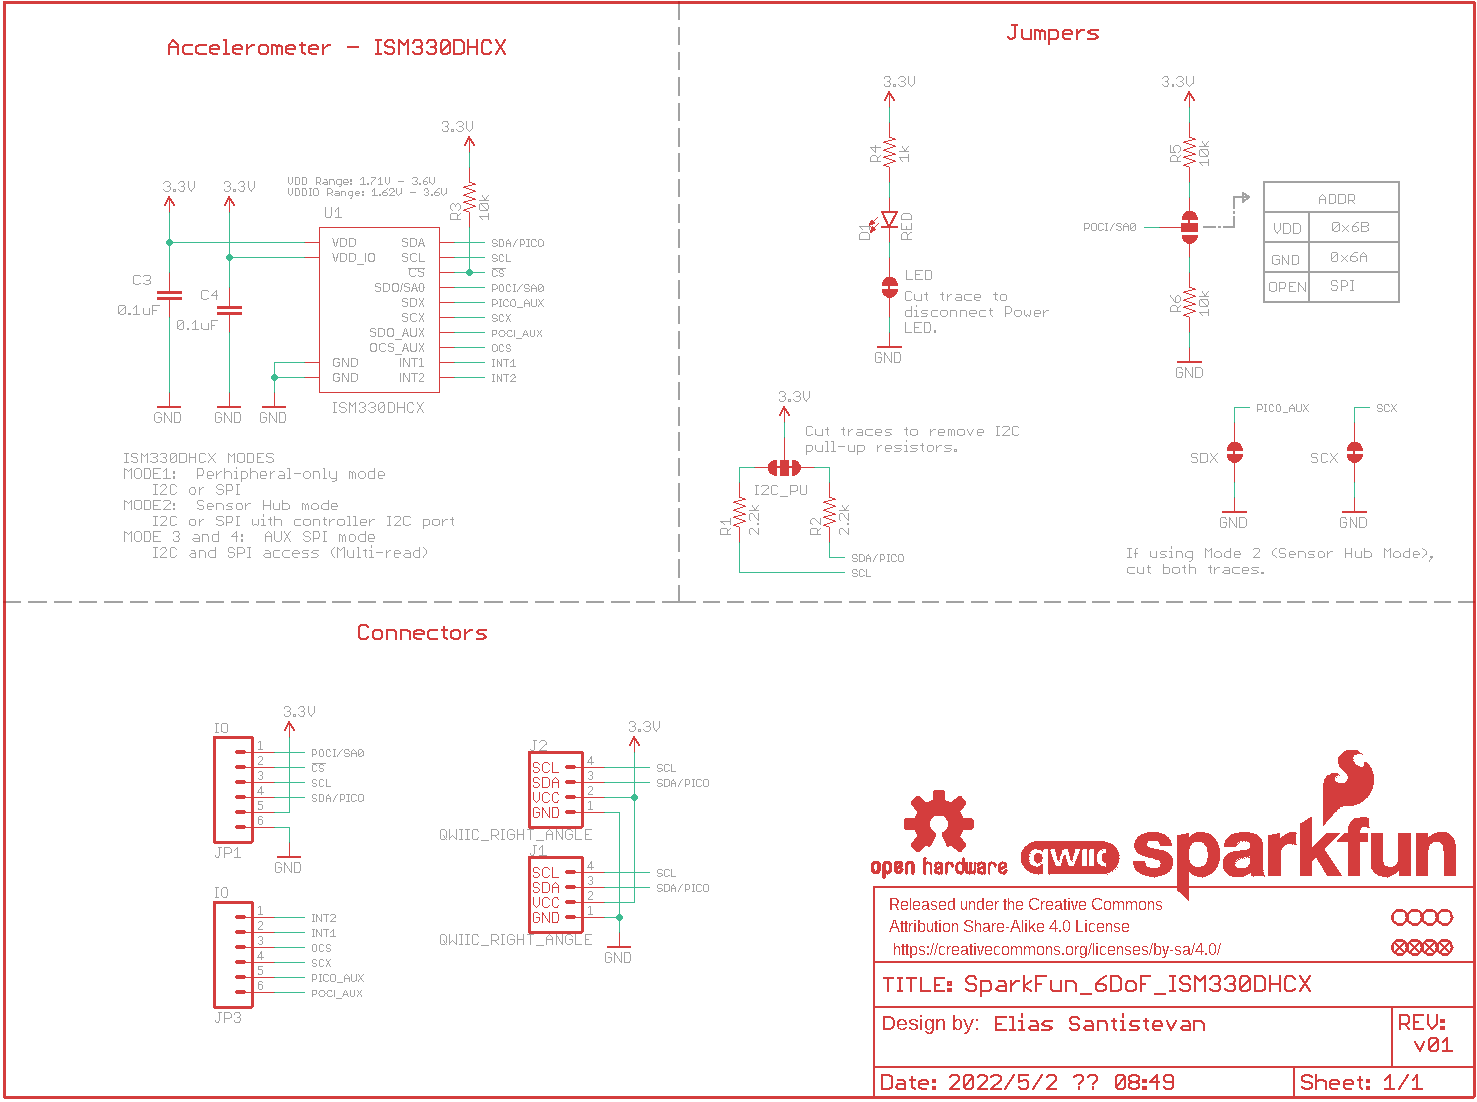 Accelerometer - ISM330DHCX
3.3V
3.3V
3.3V
VDD Range: 1.71V - 3.6V
VDDIO Range: 1.62V - 3.6V
R3
10k
U1
VDD
VDD_IO
GND
GND
SDA
SCL
CS
SDO/SA0
SDX
SCX
SDO_AUX
OCS_AUX
INT1
INT2
SDA/PICO
SCL
CS
POCI/SA0
PICO_AUX
SCX
POCI_AUX
OCS
INT1
INT2
C3
0.1uF
C4
0.1uF
GND
GND
GND
ISM330DHCX
ISM330DHCX MODES
MODE1: Perhipheral-only mode
I2C or SPI
MODE2: Sensor Hub mode
I2C or SPI with controller I2C port
MODE 3 and 4: AUX SPI mode
I2C and SPI access (Multi-read)
Jumpers
3.3V
R4
1k
D1
RED
LED
Cut trace to
disconnect Power
LED.
GND
3.3V
R5
10k
POCI/SA0
R6
10k
GND
ADDR
VDD 0x6B
GND 0x6A
OPEN SPI
3.3V
Cut traces to remove I2C
pull-up resistors.
I2C_PU
R1
2.2k
R2
2.2k
SDA/PICO
SCL
PICO_AUX
SDX
GND
SCX
SCX
GND
If using Mode 2 (Sensor Hub Mode),
cut both traces.
Connectors
3.3V
IO
1 POCI/SA0
2 CS
3 SCL
4 SDA/PICO
5
6
JP1
GND
IO
1 INT2
2 INT1
3 OCS
4 SCX
5 PICO_AUX
6 POCI_AUX
JP3
3.3V
J2
SCL 4 SCL
SDA 3 SDA/PICO
VCC 2
GND 1
QWIIC_RIGHT_ANGLE
J1
SCL 4 SCL
SDA 3 SDA/PICO
VCC 2
GND 1
QWIIC_RIGHT_ANGLE
GND
open hardware
qwiic
sparkfun
Released under the Creative Commons
Attribution Share-Alike 4.0 License
https://creativecommons.org/licenses/by-sa/4.0/
TITLE: SparkFun_6DoF_ISM330DHCX
Design by: Elias Santistevan
REV:
v01
Date: 2022/5/2 ?? 08:49
Sheet: 1/1